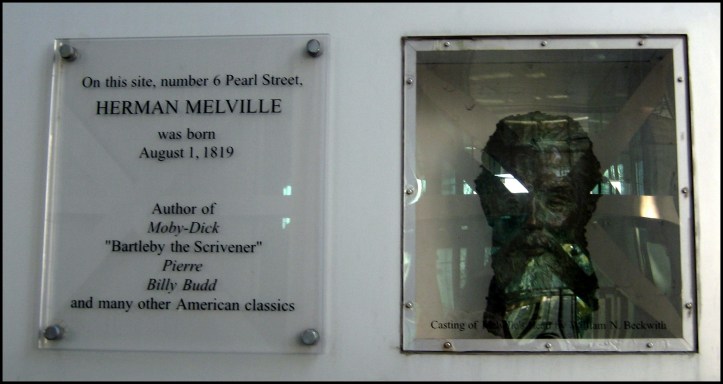 On this site, number 6 Pearl Street,
HERMAN MELVILLE
was born
August 1, 1819
Author of
Moby-Dick
"Bartleby the Scrivener"
Pierre
Billy Budd
and many other American classics
Casting of William N. Beckwith